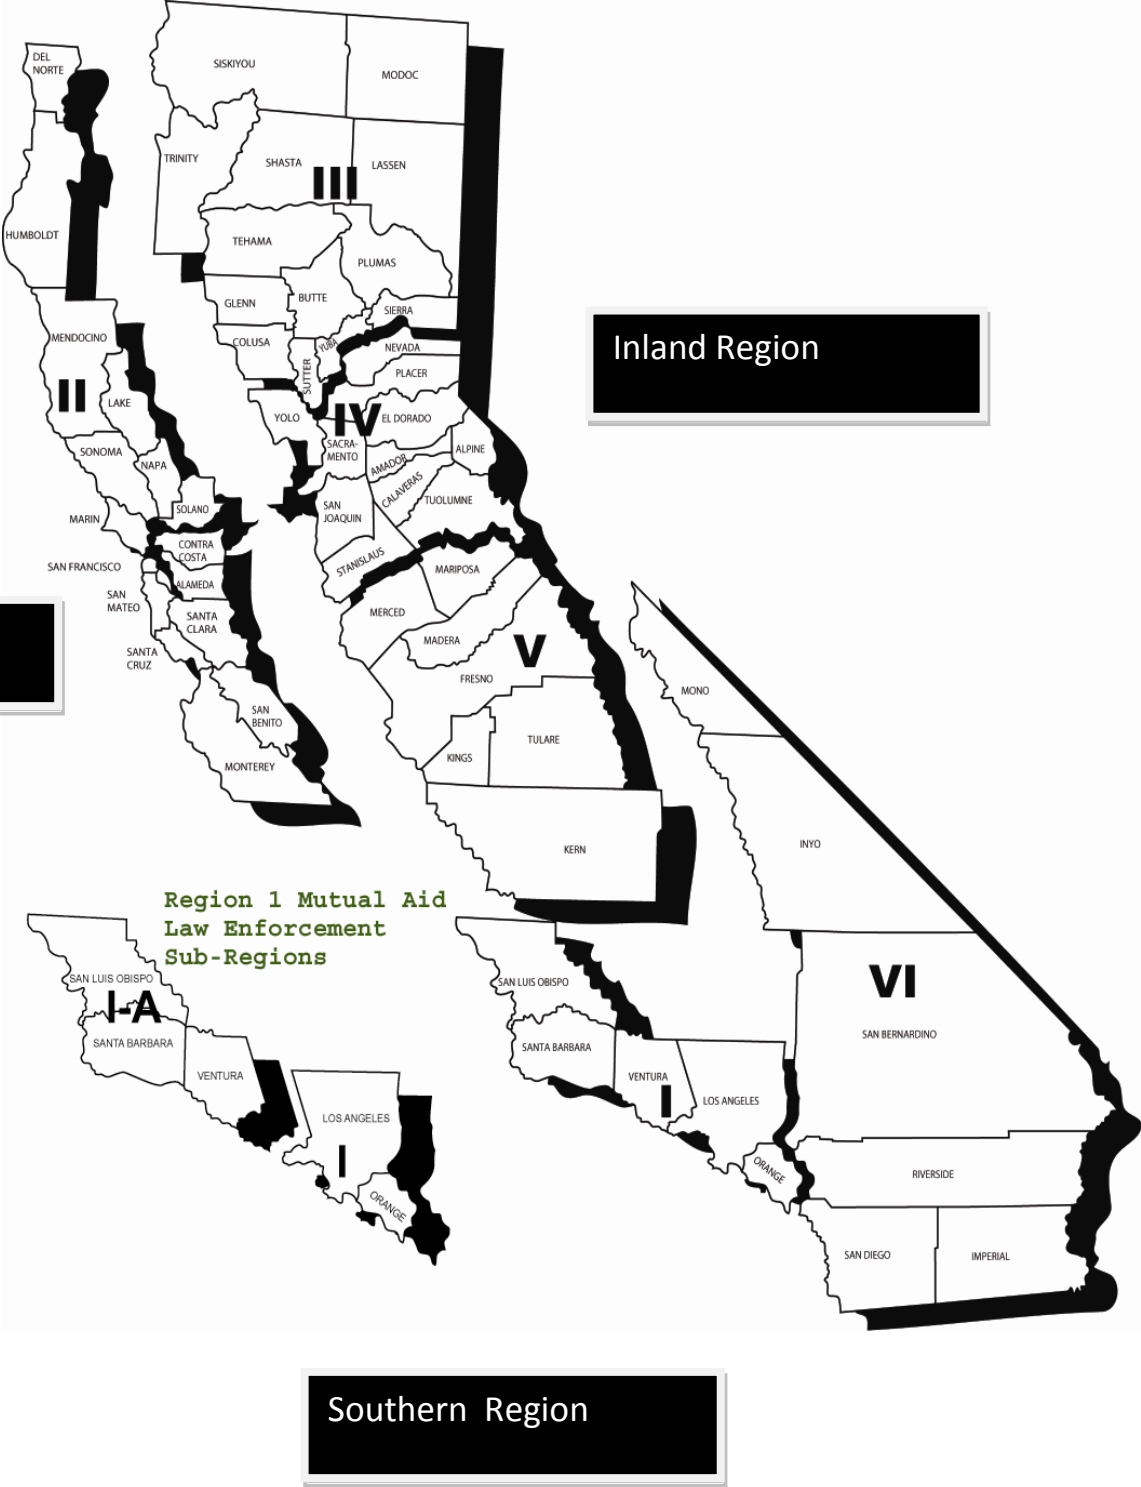 DEL
NORTE
SISKIYOU
MODOC
TRINITY
SHASTA
LASSEN
III
HUMBOLDT
TEHAMA
PLUMAS
GLENN
BUTTE
SIERRA
Inland Region
MENDOCINO
COLUSA
YUBA
NEVADA
SUTTER
PLACER
II
LAKE
YOLO
IV
EL DORADO
SONOMA
NAPA
SACRA-
MENTO
AMADOR
ALPINE
CALAVERAS
TUOLUMNE
MARIN
SOLANO
SAN
JOAQUIN
CONTRA
COSTA
STANISLAUS
SAN FRANCISCO
MARIPOSA
ALAMEDA
SAN
MATEO
SANTA
CLARA
MERCED
MADERA
V
SANTA
CRUZ
FRESNO
MONO
SAN
BENITO
TULARE
KINGS
MONTEREY
INYO
KERN
Region 1 Mutual Aid
Law Enforcement
Sub-Regions
SAN LUIS OBISPO
I-A
SANTA BARBARA
VENTURA
LOS ANGELES
I
ORANGE
SAN LUIS OBISPO
SANTA BARBARA
VENTURA
I
LOS ANGELES
ORANGE
VI
SAN BERNARDINO
RIVERSIDE
SAN DIEGO
IMPERIAL
Southern  Region